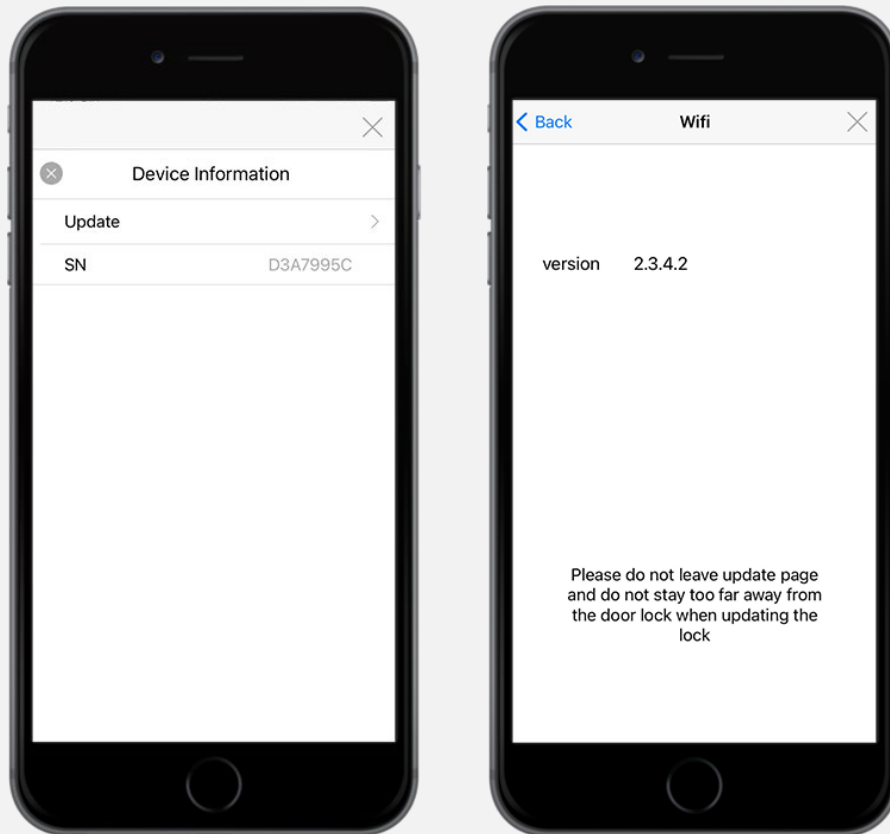 Device Information
Update
SN D3A7995C
Back Wifi
version 2.3.4.2
Please do not leave update page
and do not stay too far away from
the door lock when updating the
lock